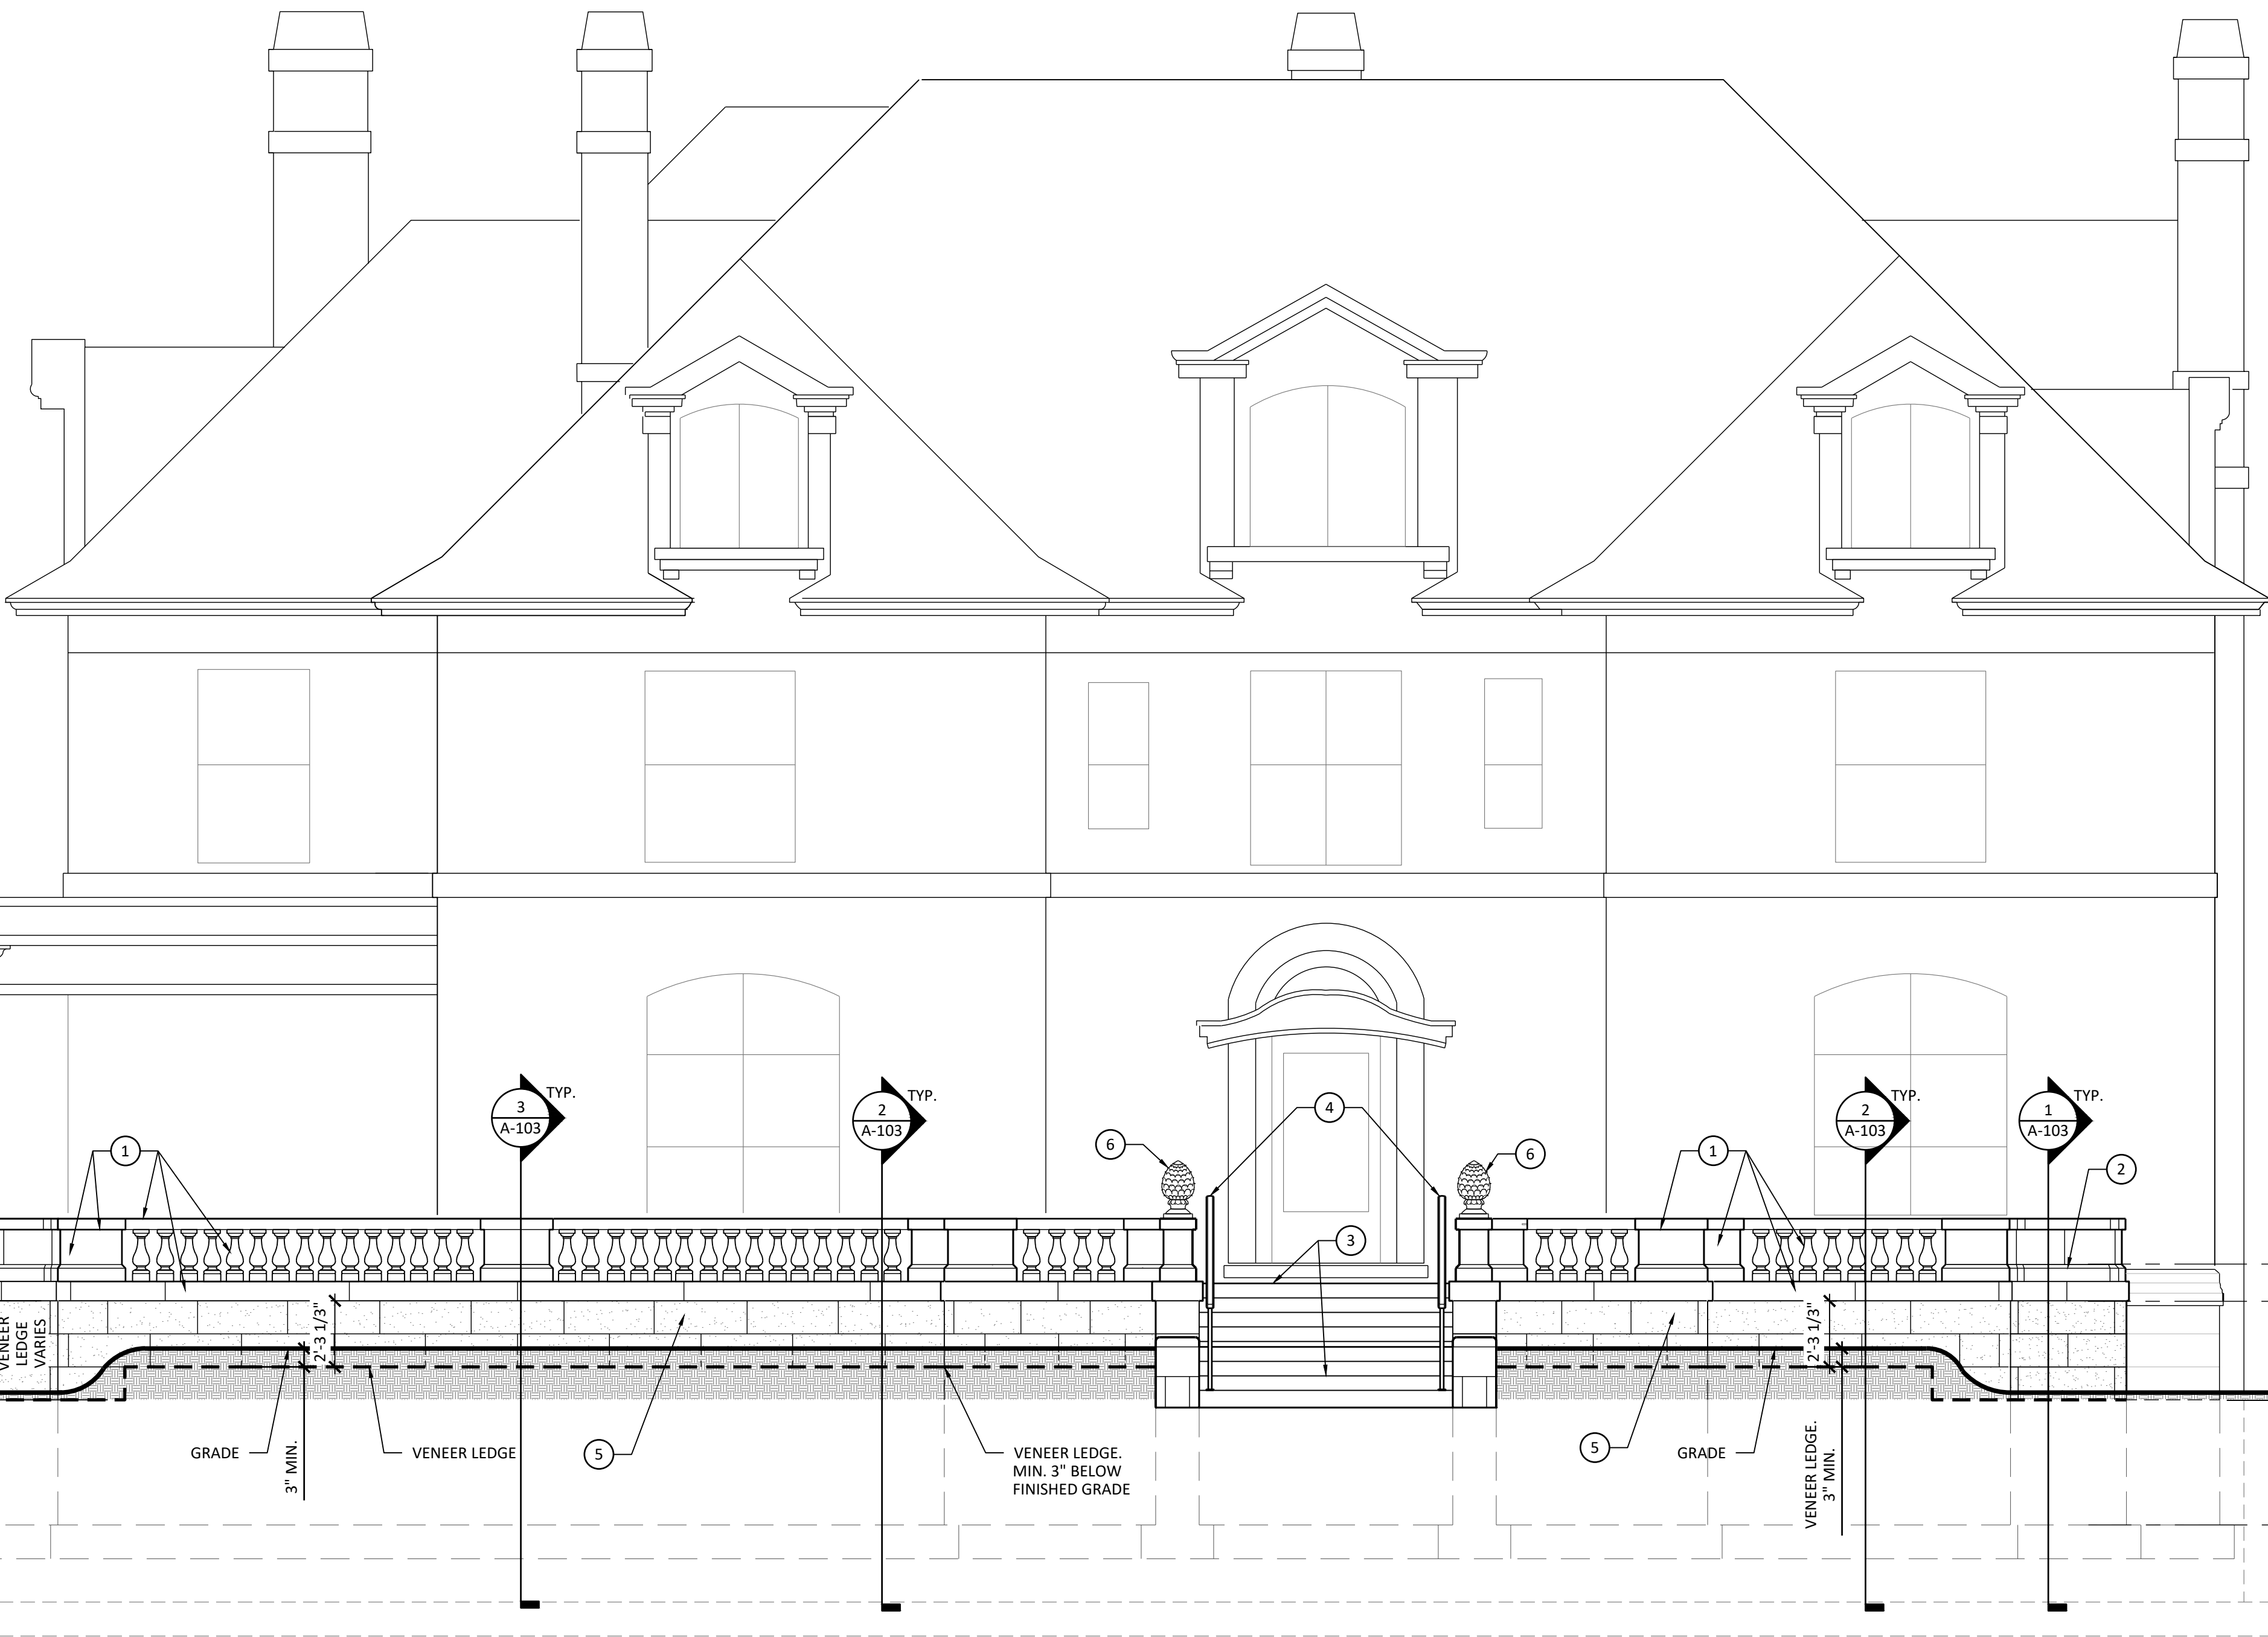 3
A-103
TYP.
2
A-103
TYP.
2
A-103
TYP.
1
A-103
TYP.
1
6
4
6
1
2
3
VENEER
LEDGE
VARIES
2'-3 1/3"
2'-3 1/3"
GRADE
3" MIN.
VENEER LEDGE
5
VENEER LEDGE.
MIN. 3" BELOW
FINISHED GRADE
5
GRADE
VENEER LEDGE.
3" MIN.